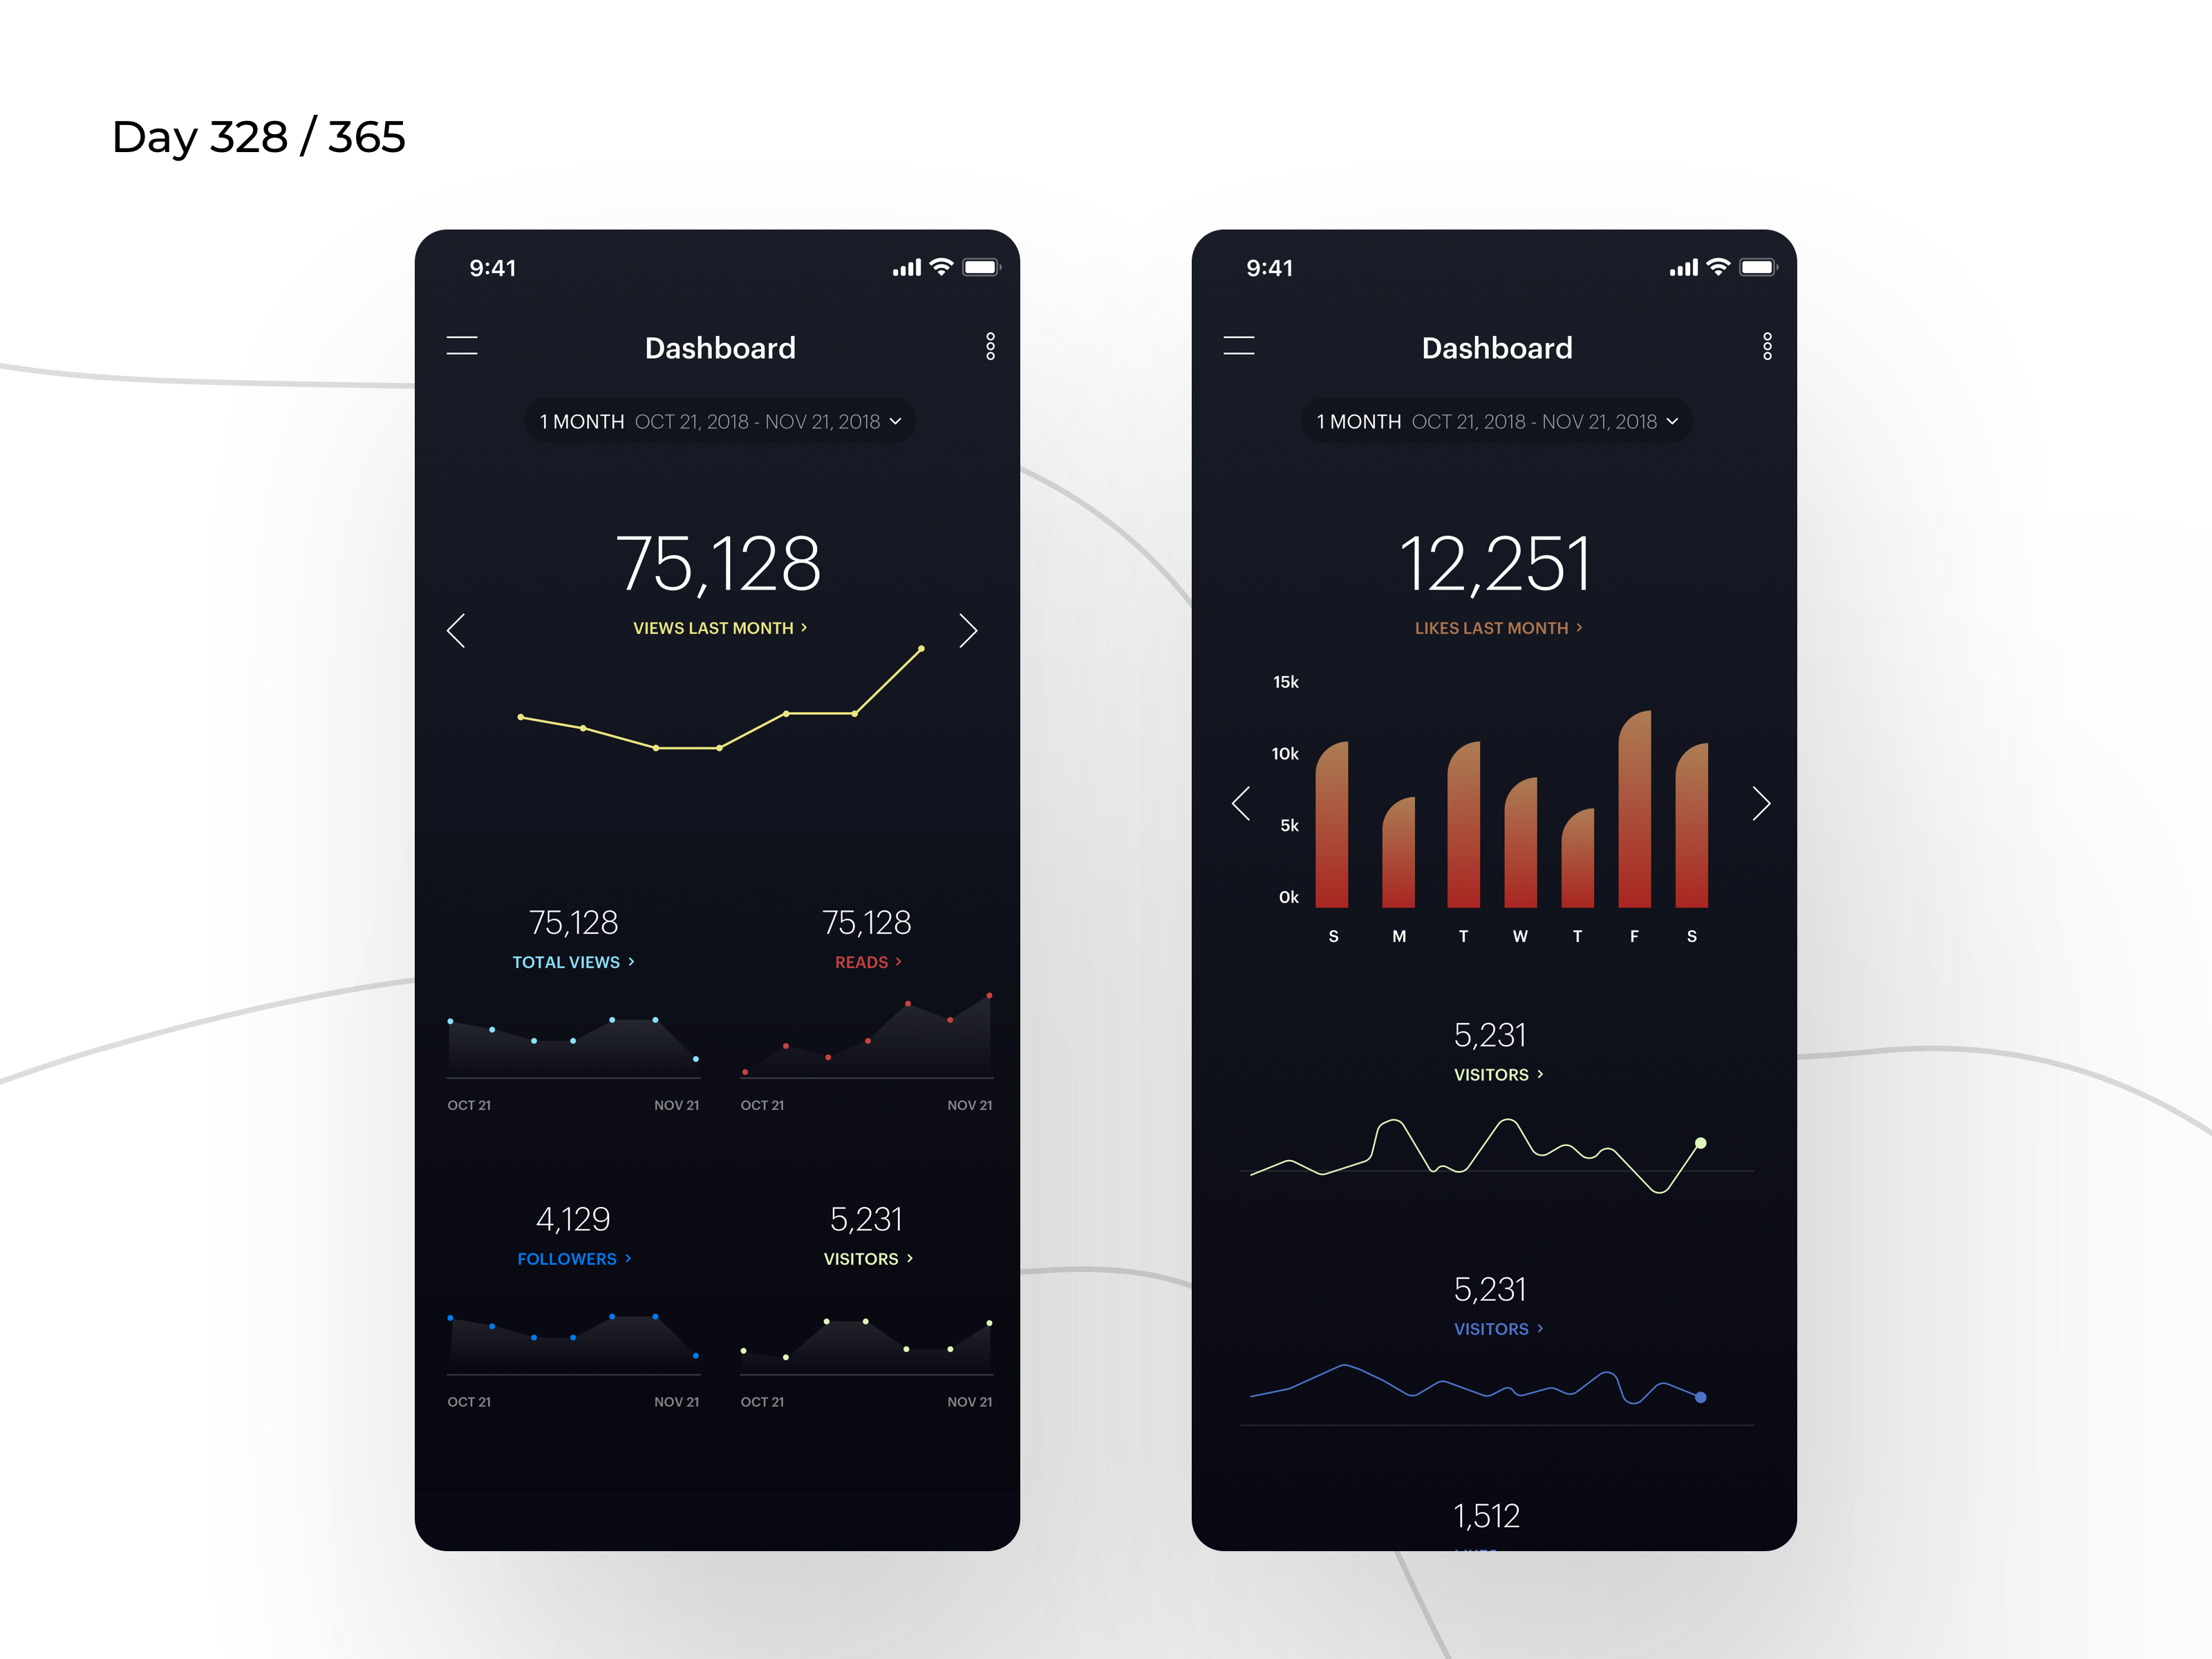 Day 328 / 365
9:41
Dashboard
1 MONTH OCT 21, 2018 - NOV 21, 2018
75,128
VIEWS LAST MONTH
75,128
TOTAL VIEWS
OCT 21 NOV 21
75,128
READS
OCT 21 NOV 21
4,129
FOLLOWERS
OCT 21 NOV 21
5,231
VISITORS
OCT 21 NOV 21
9:41
Dashboard
1 MONTH OCT 21, 2018 - NOV 21, 2018
12,251
LIKES LAST MONTH
15k
10k
5k
0k
S M T W T F S
5,231
VISITORS
5,231
VISITORS
1,512